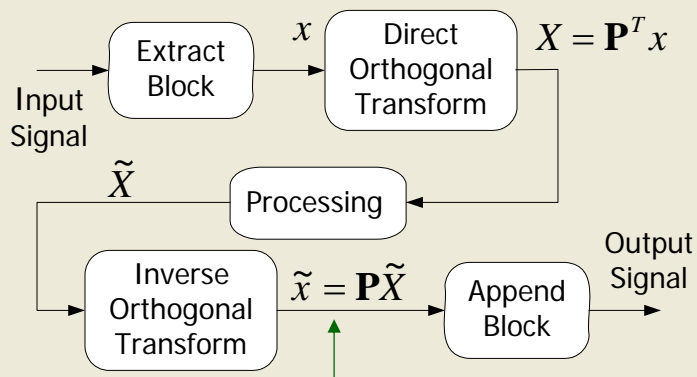 Input
Signal
Extract
Block
x
Direct
Orthogonal
Transform
X = P^T x
Processing
X̃
Inverse
Orthogonal
Transform
x̃ = PX̃
Append
Block
Output
Signal